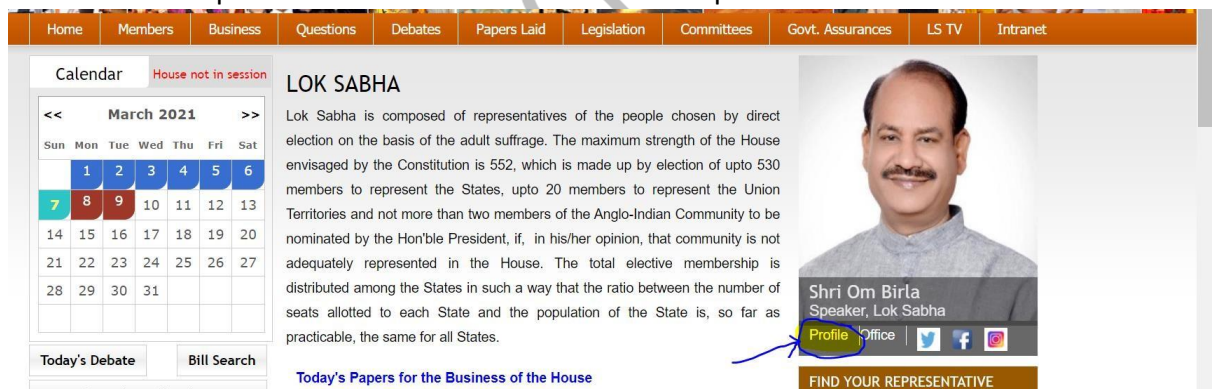 Home Members Business Questions Debates Papers Laid Legislation Committees Govt. Assurances LS TV Intranet
Calendar House not in session
<< March 2021 >>
Sun Mon Tue Wed Thu Fri Sat
1 2 3 4 5 6
7 8 9 10 11 12 13
14 15 16 17 18 19 20
21 22 23 24 25 26 27
28 29 30 31
Today's Debate Bill Search
LOK SABHA
Lok Sabha is composed of representatives of the people chosen by direct
election on the basis of the adult suffrage. The maximum strength of the House
envisaged by the Constitution is 552, which is made up by election of upto 530
members to represent the States, upto 20 members to represent the Union
Territories and not more than two members of the Anglo-Indian Community to be
nominated by the Hon'ble President, if, in his/her opinion, that community is not
adequately represented in the House. The total elective membership is
distributed among the States in such a way that the ratio between the number of
seats allotted to each State and the population of the State is, so far as
practicable, the same for all States.
Today's Papers for the Business of the House
Shri Om Birla
Speaker, Lok Sabha
Profile Office
FIND YOUR REPRESENTATIVE